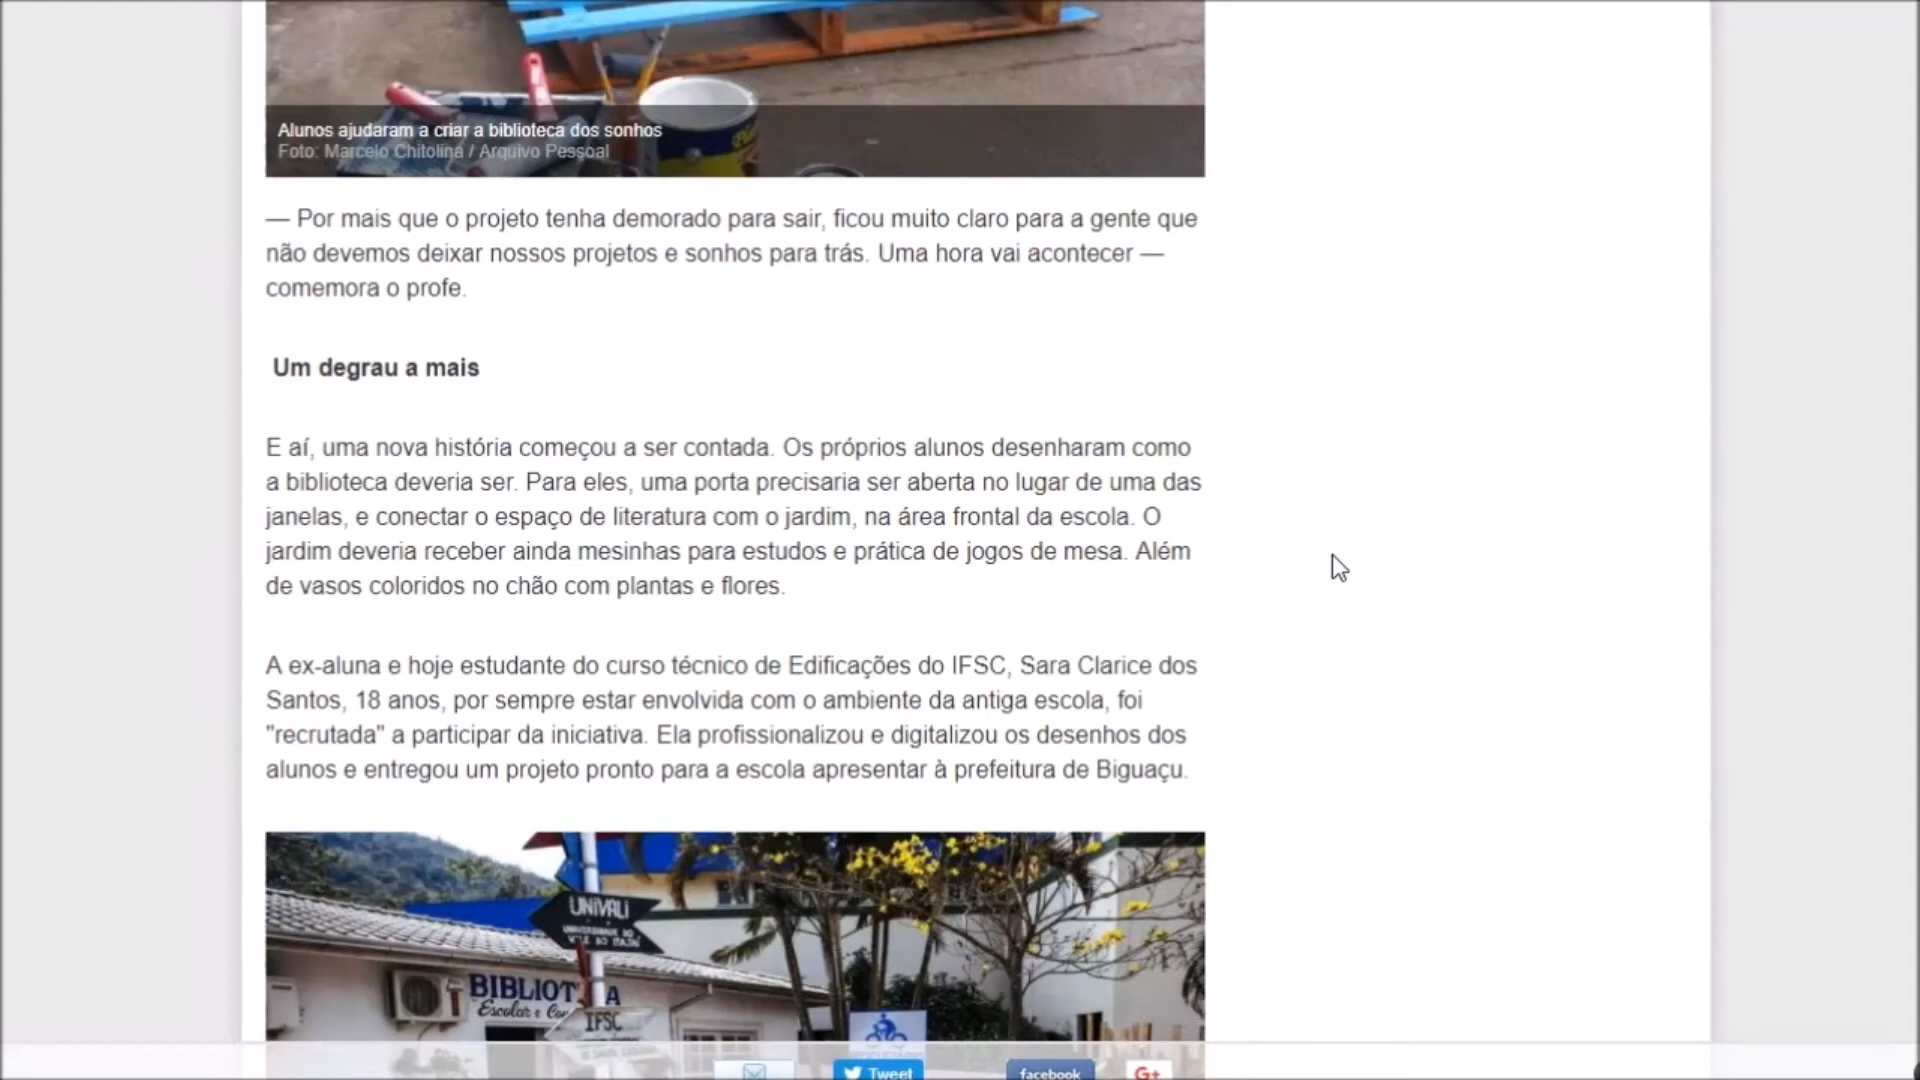 Alunos ajudaram a criar a biblioteca dos sonhos
Foto: Marcelo Chitolina / Arquivo Pessoal
— Por mais que o projeto tenha demorado para sair, ficou muito claro para a gente que
não devemos deixar nossos projetos e sonhos para trás. Uma hora vai acontecer —
comemora o profe.
Um degrau a mais
E aí, uma nova história começou a ser contada. Os próprios alunos desenharam como
a biblioteca deveria ser. Para eles, uma porta precisaria ser aberta no lugar de uma das
janelas, e conectar o espaço de literatura com o jardim, na área frontal da escola. O
jardim deveria receber ainda mesinhas para estudos e prática de jogos de mesa. Além
de vasos coloridos no chão com plantas e flores.
A ex-aluna e hoje estudante do curso técnico de Edificações do IFSC, Sara Clarice dos
Santos, 18 anos, por sempre estar envolvida com o ambiente da antiga escola, foi
"recrutada" a participar da iniciativa. Ela profissionalizou e digitalizou os desenhos dos
alunos e entregou um projeto pronto para a escola apresentar à prefeitura de Biguaçu.
UNIVALI
UNIVERSIDADE DO
VALE DO ITAJAÍ
Escolar e
IFSC
Tweet
facebook
G+